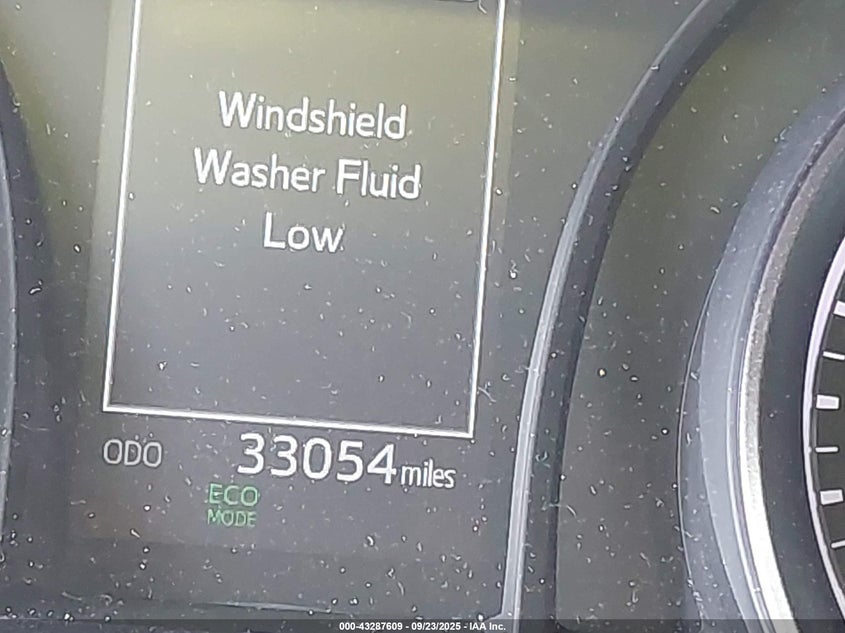 Windshield
Washer Fluid
Low
ODO 33054 miles
ECO
MODE
000-43287609 - 09/23/2025 - IAA Inc.